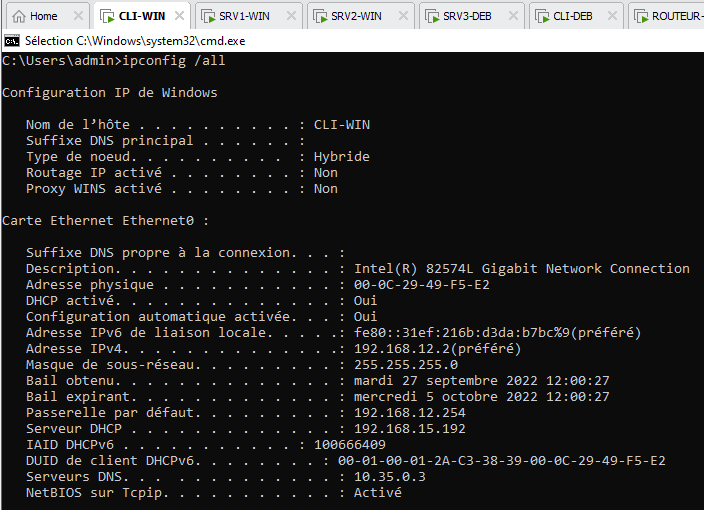 Home CLI-WIN SRV1-WIN SRV2-WIN SRV3-DEB CLI-DEB ROUTEUR-
Sélection C:\Windows\system32\cmd.exe
C:\Users\admin>ipconfig /all
Configuration IP de Windows
Nom de l’hôte . . . . . . . . . . : CLI-WIN
Suffixe DNS principal . . . . . . :
Type de noeud. . . . . . . . . . : Hybride
Routage IP activé . . . . . . . . : Non
Proxy WINS activé . . . . . . . . : Non
Carte Ethernet Ethernet0 :
Suffixe DNS propre à la connexion. . . :
Description. . . . . . . . . . . . . . : Intel(R) 82574L Gigabit Network Connection
Adresse physique . . . . . . . . . . . : 00-0C-29-49-F5-E2
DHCP activé. . . . . . . . . . . . . . : Oui
Configuration automatique activée. . . : Oui
Adresse IPv6 de liaison locale. . . . .: fe80::31ef:216b:d3da:b7bc%9(préféré)
Adresse IPv4. . . . . . . . . . . . . .: 192.168.12.2(préféré)
Masque de sous-réseau. . . . . . . . . : 255.255.255.0
Bail obtenu. . . . . . . . . . . . . . : mardi 27 septembre 2022 12:00:27
Bail expirant. . . . . . . . . . . . . : mercredi 5 octobre 2022 12:00:27
Passerelle par défaut. . . . . . . . . : 192.168.12.254
Serveur DHCP . . . . . . . . . . . . . : 192.168.15.192
IAID DHCPv6 . . . . . . . . . . . : 100666409
DUID de client DHCPv6. . . . . . . . : 00-01-00-01-2A-C3-38-39-00-0C-29-49-F5-E2
Serveurs DNS. . . . . . . . . . . . . : 10.35.0.3
NetBIOS sur Tcpip. . . . . . . . . . . : Activé